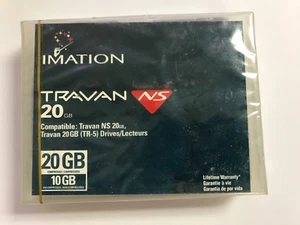 IMATION
TRAVAN NS
20 GB
Compatible: Travan NS 20GB,
Travan 20GB (TR-5) Drives/Lecteurs
20 GB
10 GB
Lifetime Warranty*
Garantie à vie
Garantía de por vida